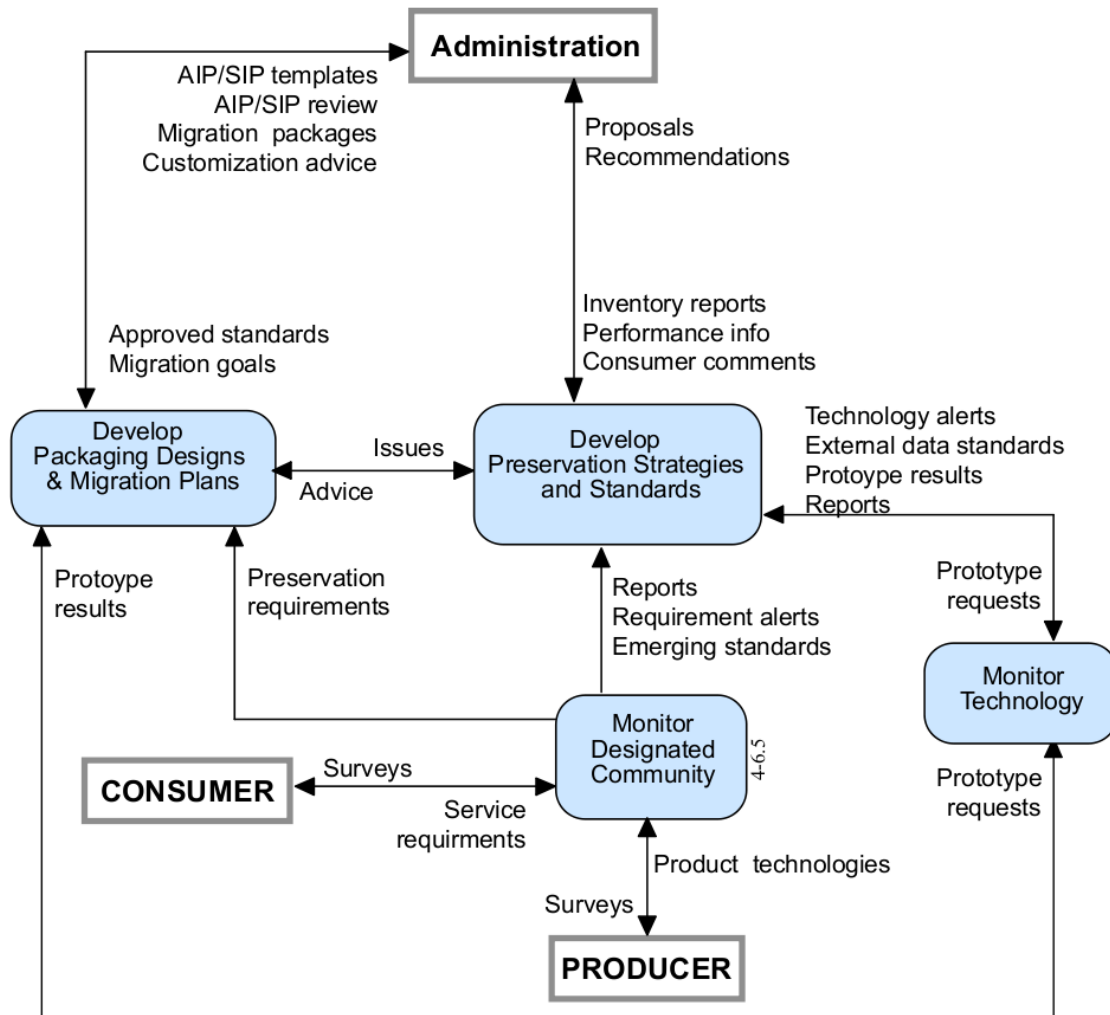 Administration
AIP/SIP templates
AIP/SIP review
Migration packages
Customization advice
Proposals
Recommendations
Approved standards
Migration goals
Inventory reports
Performance info
Consumer comments
Develop
Packaging Designs
& Migration Plans
Issues
Advice
Develop
Preservation Strategies
and Standards
Technology alerts
External data standards
Protoype results
Reports
Protoype
results
Preservation
requirements
Reports
Requirement alerts
Emerging standards
Prototype
requests
Monitor
Technology
Monitor
Designated
Community
4-6.5
CONSUMER
Surveys
Service
requirments
Prototype
requests
Product technologies
Surveys
PRODUCER